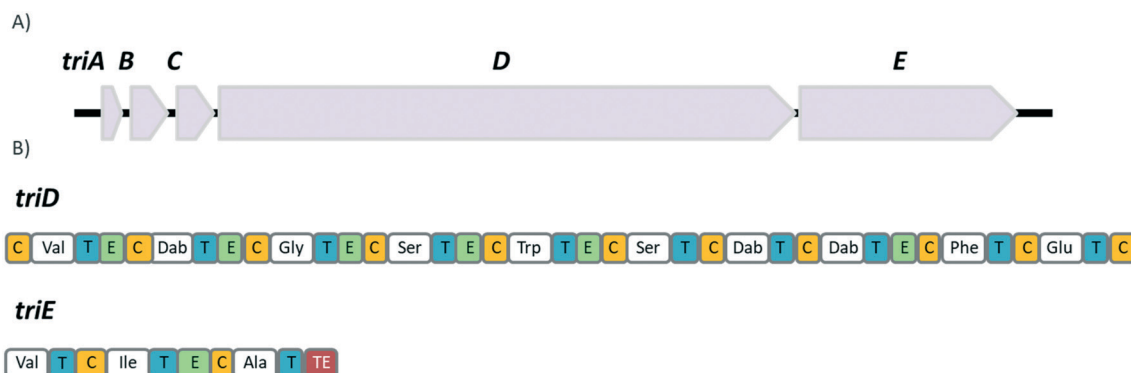 A)
triA B C D E
B)
triD
C Val T E C Dab T E C Gly T E C Ser T E C Trp T E C Ser T C Dab T C Dab T E C Phe T C Glu T C
triE
Val T C Ile T E C Ala T TE